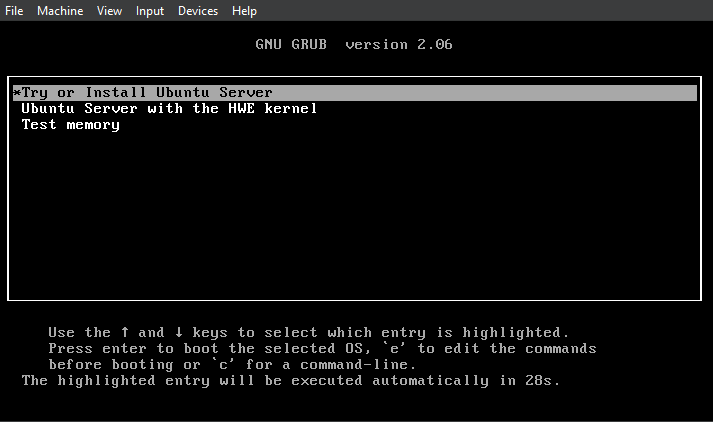 File Machine View Input Devices Help
GNU GRUB version 2.06
*Try or Install Ubuntu Server
Ubuntu Server with the HWE kernel
Test memory
Use the ↑ and ↓ keys to select which entry is highlighted.
Press enter to boot the selected OS, `e' to edit the commands
before booting or `c' for a command-line.
The highlighted entry will be executed automatically in 28s.